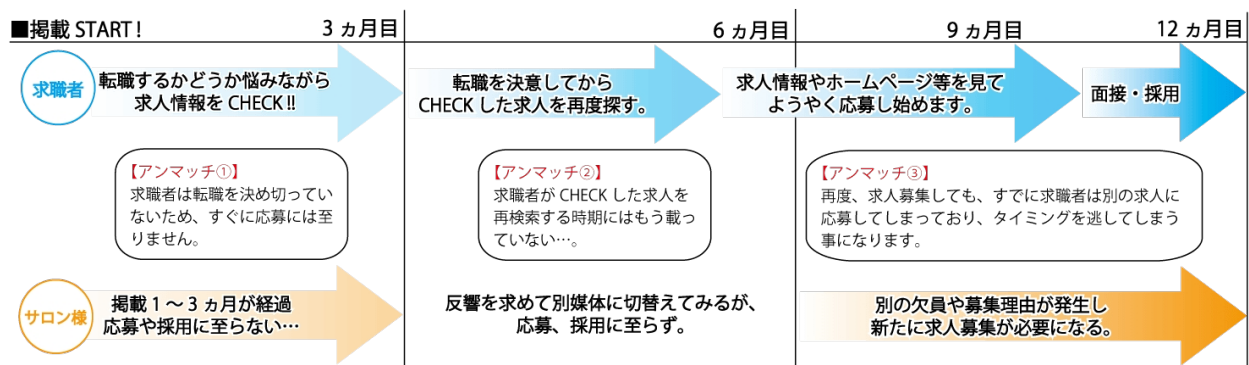 ■掲載 START !
3 ヵ月目
6 ヵ月目
9 ヵ月目
12 ヵ月目
求職者
転職するかどうか悩みながら
求人情報を CHECK !!
転職を決意してから
CHECK した求人を再度探す。
求人情報やホームページ等を見て
ようやく応募し始めます。
面接・採用
【アンマッチ①】
求職者は転職を決め切ってい
ないため、すぐに応募には至
りません。
【アンマッチ②】
求職者が CHECK した求人を
再検索する時期にはもう載っ
ていない…。
【アンマッチ③】
再度、求人募集しても、すでに求職者は別の求人に
応募してしまっており、タイミングを逃してしまう
事になります。
サロン様
掲載 1 〜 3 ヵ月が経過
応募や採用に至らない…
反響を求めて別媒体に切替えてみるが、
応募、採用に至らず。
別の欠員や募集理由が発生し
新たに求人募集が必要になる。